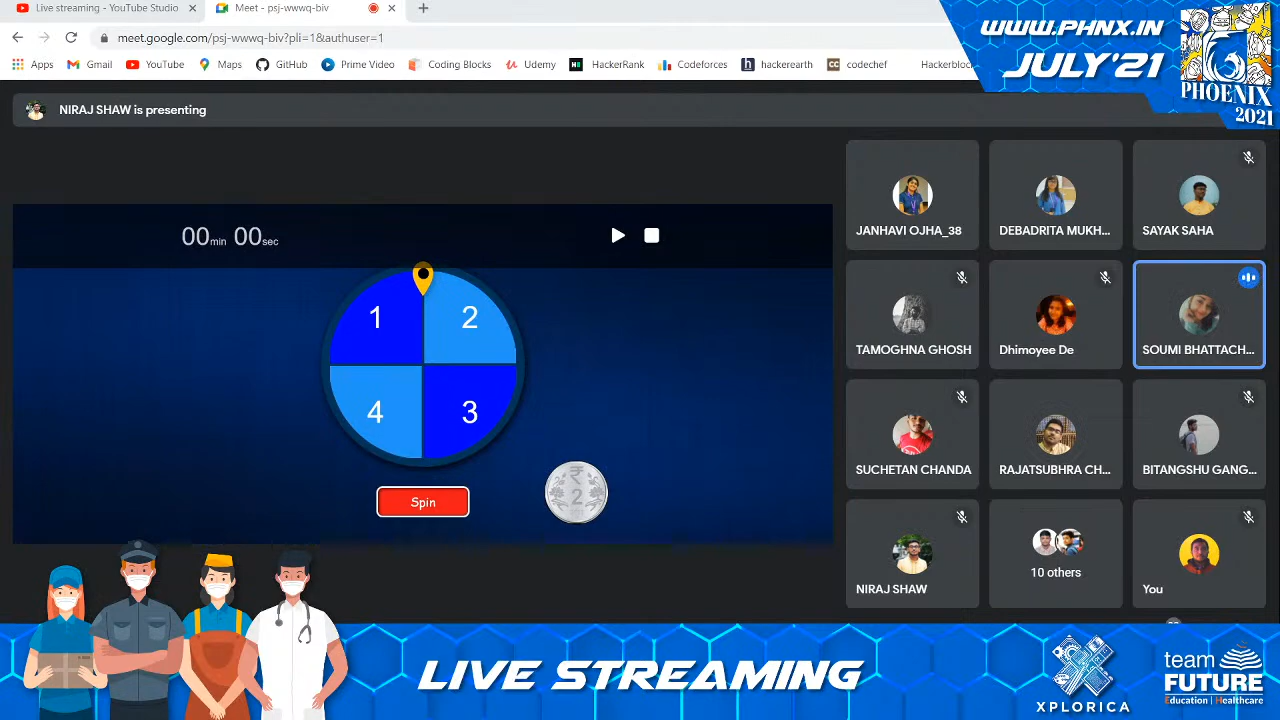 Live streaming - YouTube Studio
Meet - psj-wwwq-biv
meet.google.com/psj-wwwq-biv?pli=1&authuser=1
Apps
Gmail
YouTube
Maps
GitHub
Prime Video
Coding Blocks
Udemy
HackerRank
Codeforces
hackerearth
codechef
WWW.PHNX.IN
JULY'21
PHOENIX
2021
NIRAJ SHAW is presenting
00min 00sec
1
2
4
3
Spin
₹
2
JANHAVI OJHA_38
DEBADRITA MUKH...
SAYAK SAHA
TAMOGHNA GHOSH
Dhimoyee De
SOUMI BHATTACH...
SUCHETAN CHANDA
RAJATSUBHRA CH...
BITANGSHU GANG...
NIRAJ SHAW
10 others
You
LIVE STREAMING
XPLORICA
team
FUTURE
Education | Healthcare